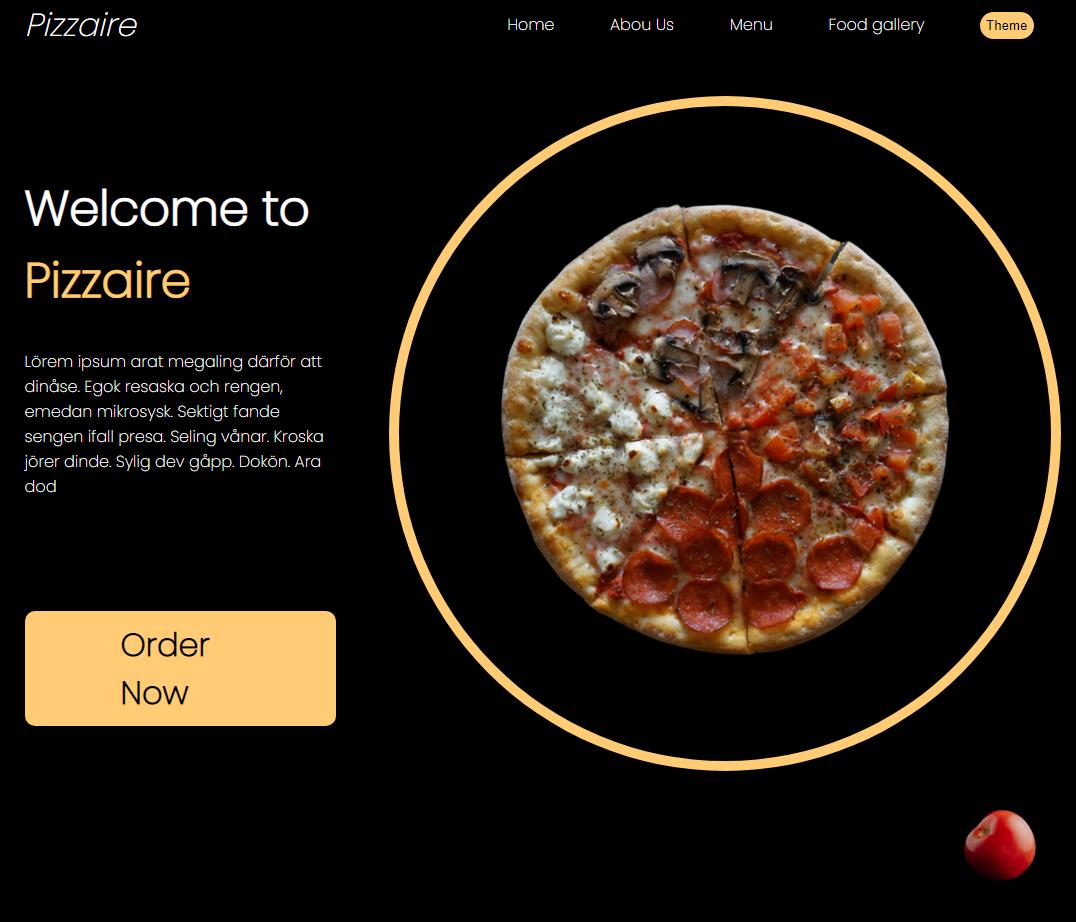 Pizzaire
Home Abou Us Menu Food gallery Theme
Welcome to
Pizzaire
Lörem ipsum arat megaling därför att
dinåse. Egok resaska och rengen,
emedan mikrosysk. Sektigt fande
sengen ifall presa. Seling vånar. Kroska
jörer dinde. Sylig dev gåpp. Dokön. Ara
dod
Order
Now